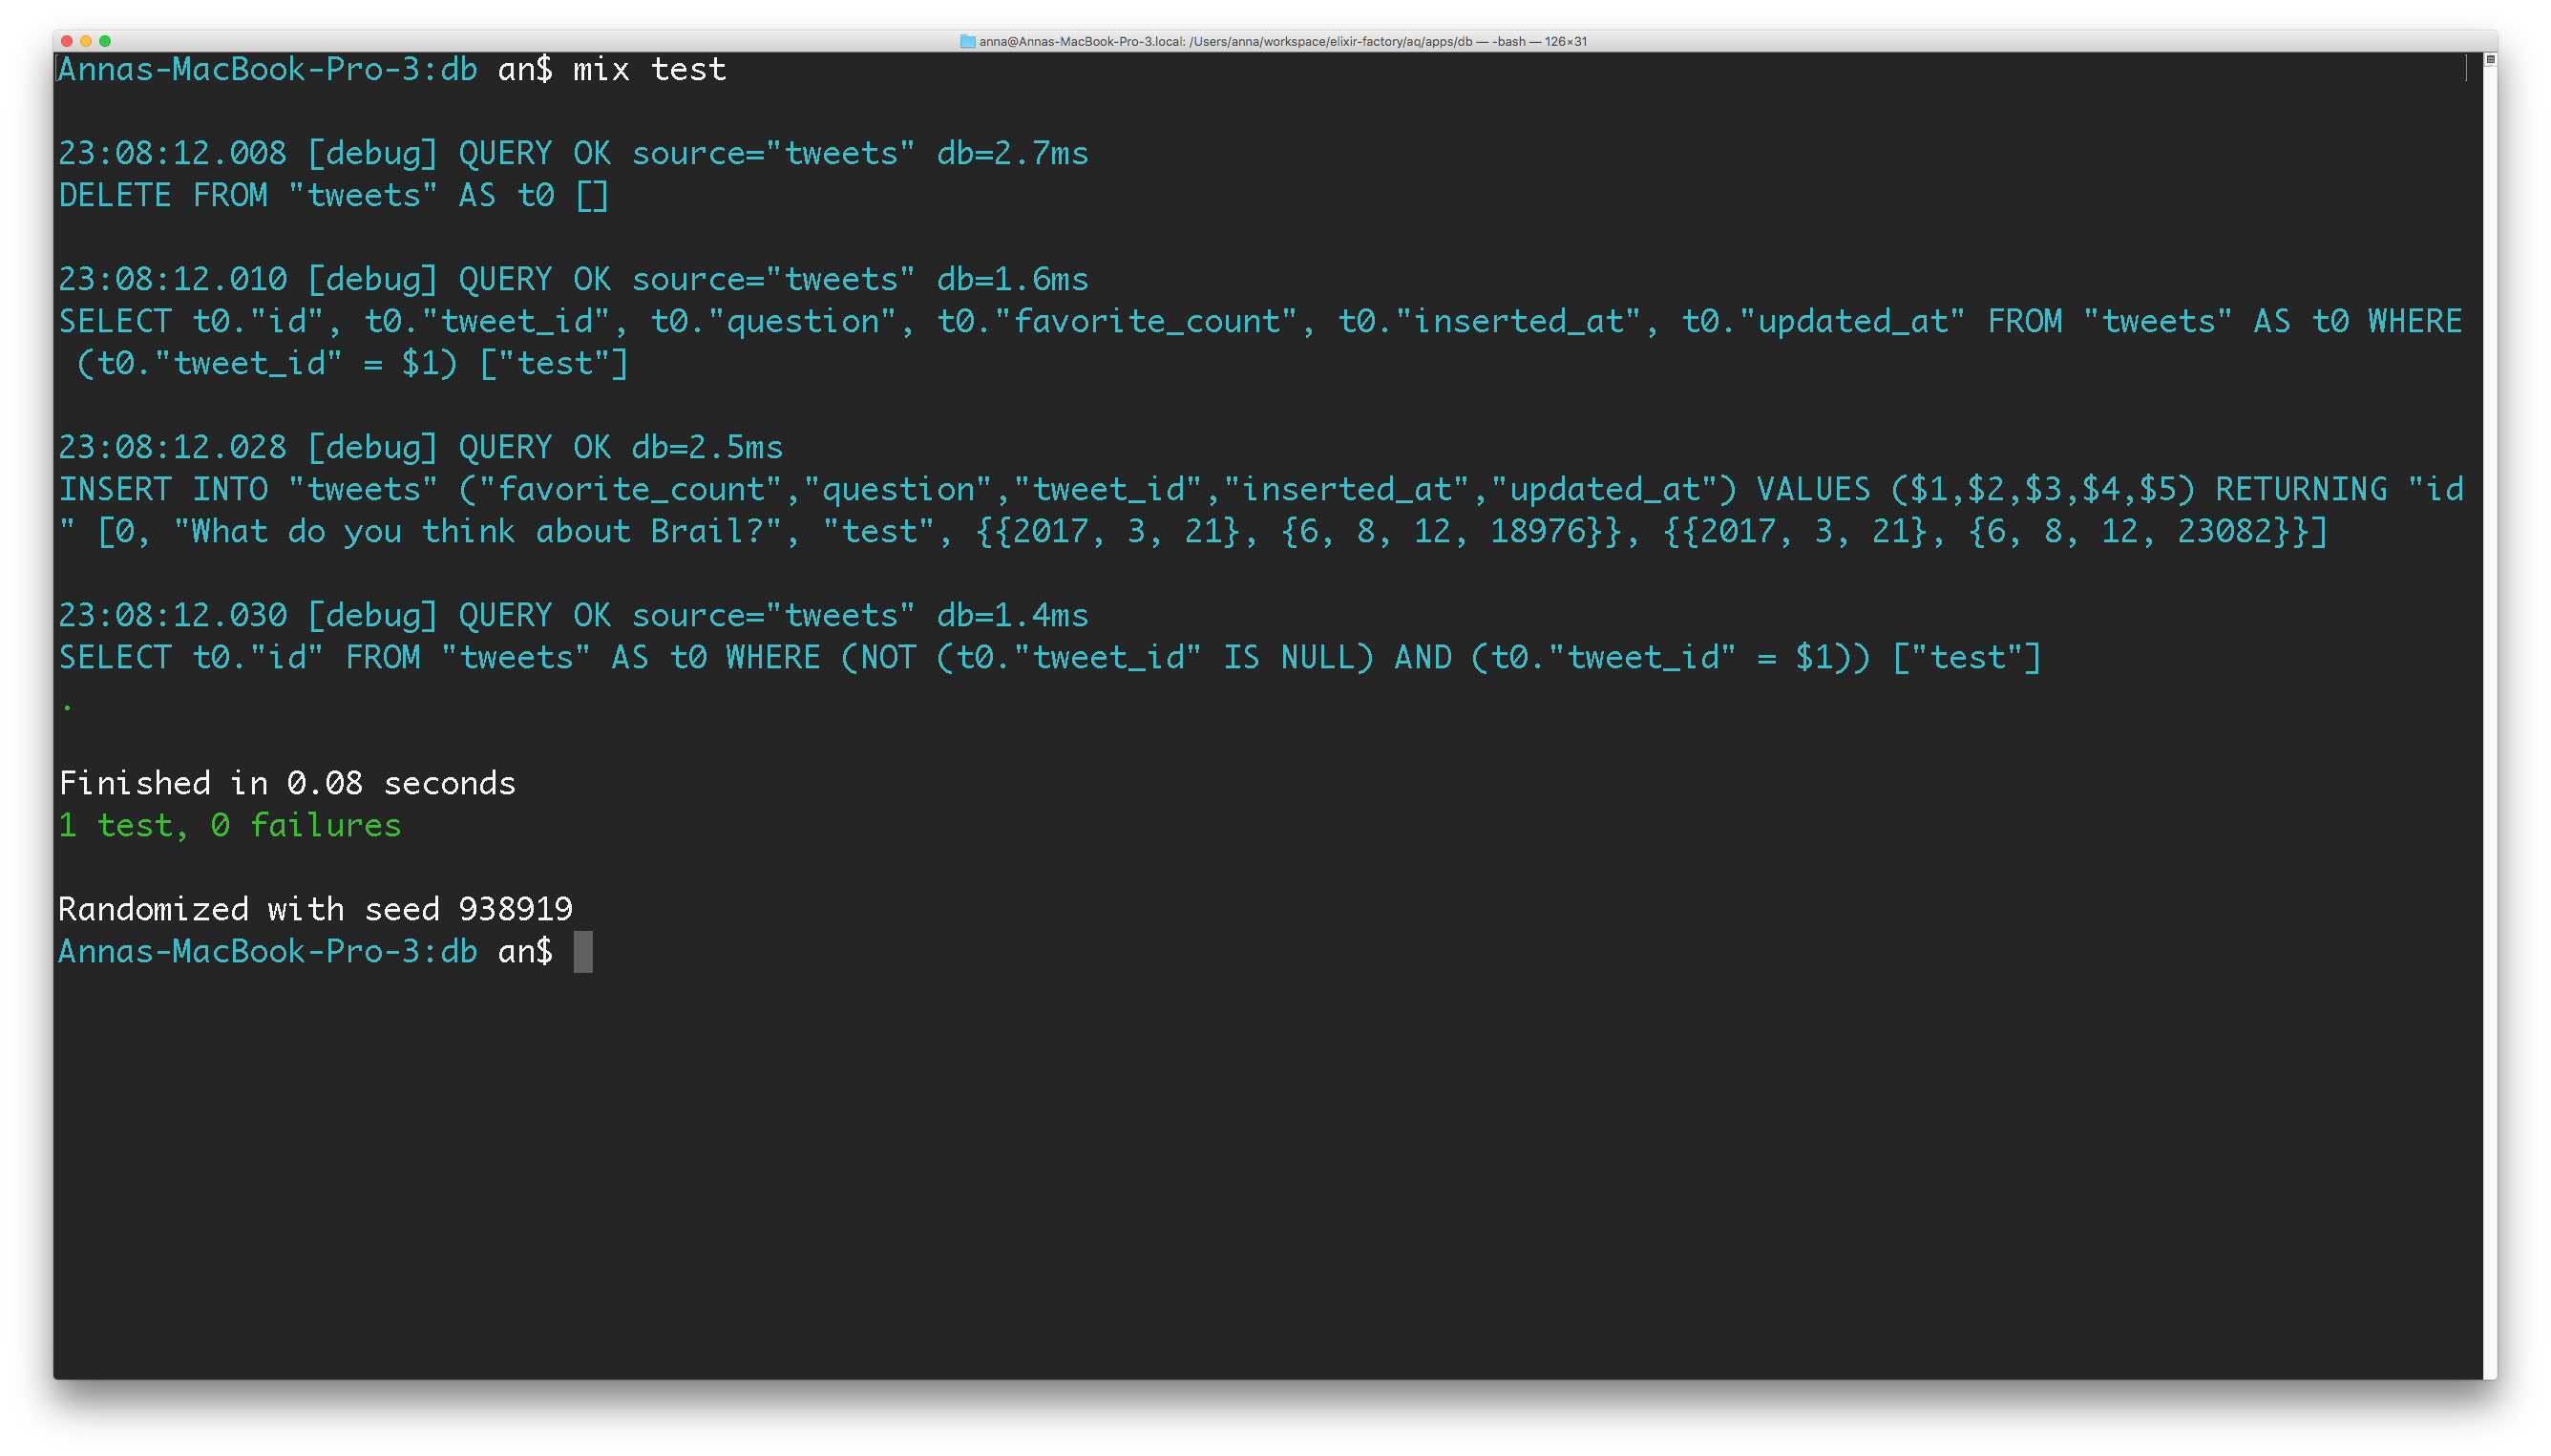 anna@Annas-MacBook-Pro-3.local: /Users/anna/workspace/elixir-factory/aq/apps/db — -bash — 126×31
Annas-MacBook-Pro-3:db an$ mix test
23:08:12.008 [debug] QUERY OK source="tweets" db=2.7ms
DELETE FROM "tweets" AS t0 []
23:08:12.010 [debug] QUERY OK source="tweets" db=1.6ms
SELECT t0."id", t0."tweet_id", t0."question", t0."favorite_count", t0."inserted_at", t0."updated_at" FROM "tweets" AS t0 WHERE
(t0."tweet_id" = $1) ["test"]
23:08:12.028 [debug] QUERY OK db=2.5ms
INSERT INTO "tweets" ("favorite_count","question","tweet_id","inserted_at","updated_at") VALUES ($1,$2,$3,$4,$5) RETURNING "id
" [0, "What do you think about Brail?", "test", {{2017, 3, 21}, {6, 8, 12, 18976}}, {{2017, 3, 21}, {6, 8, 12, 23082}}]
23:08:12.030 [debug] QUERY OK source="tweets" db=1.4ms
SELECT t0."id" FROM "tweets" AS t0 WHERE (NOT (t0."tweet_id" IS NULL) AND (t0."tweet_id" = $1)) ["test"]
.
Finished in 0.08 seconds
1 test, 0 failures
Randomized with seed 938919
Annas-MacBook-Pro-3:db an$